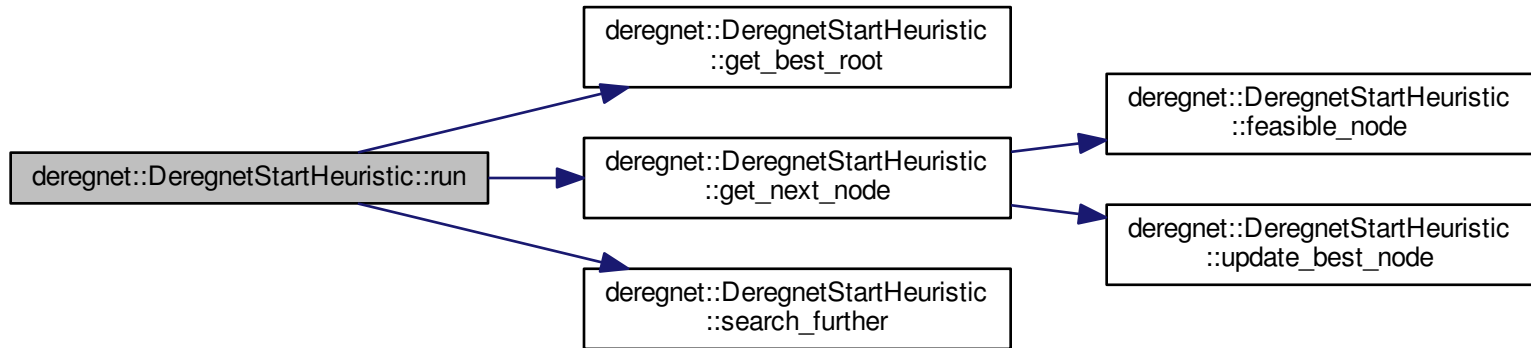 deregnet::DeregnetStartHeuristic::run
deregnet::DeregnetStartHeuristic
::get_best_root
deregnet::DeregnetStartHeuristic
::get_next_node
deregnet::DeregnetStartHeuristic
::search_further
deregnet::DeregnetStartHeuristic
::feasible_node
deregnet::DeregnetStartHeuristic
::update_best_node